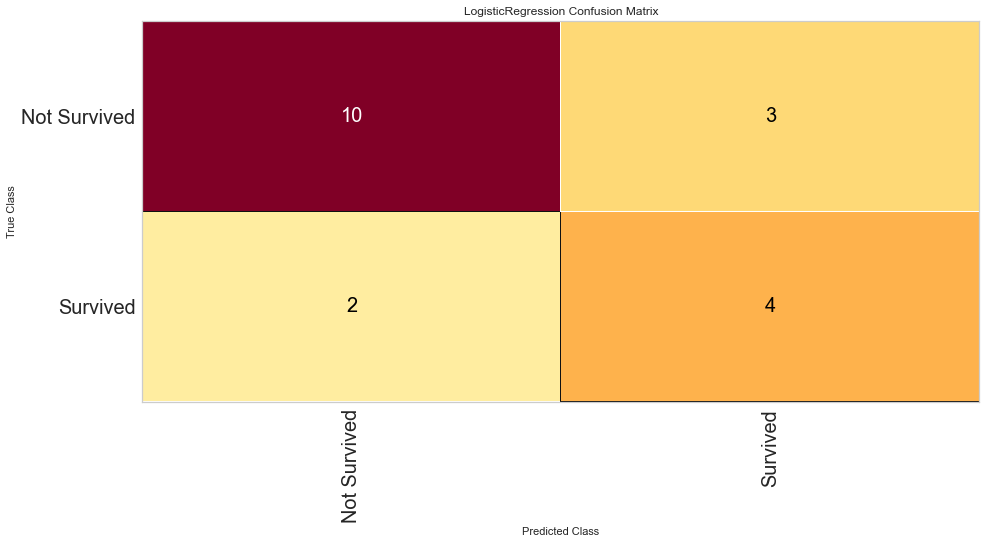 LogisticRegression Confusion Matrix
True Class
Not Survived
10
3
Survived
2
4
Not Survived
Survived
Predicted Class